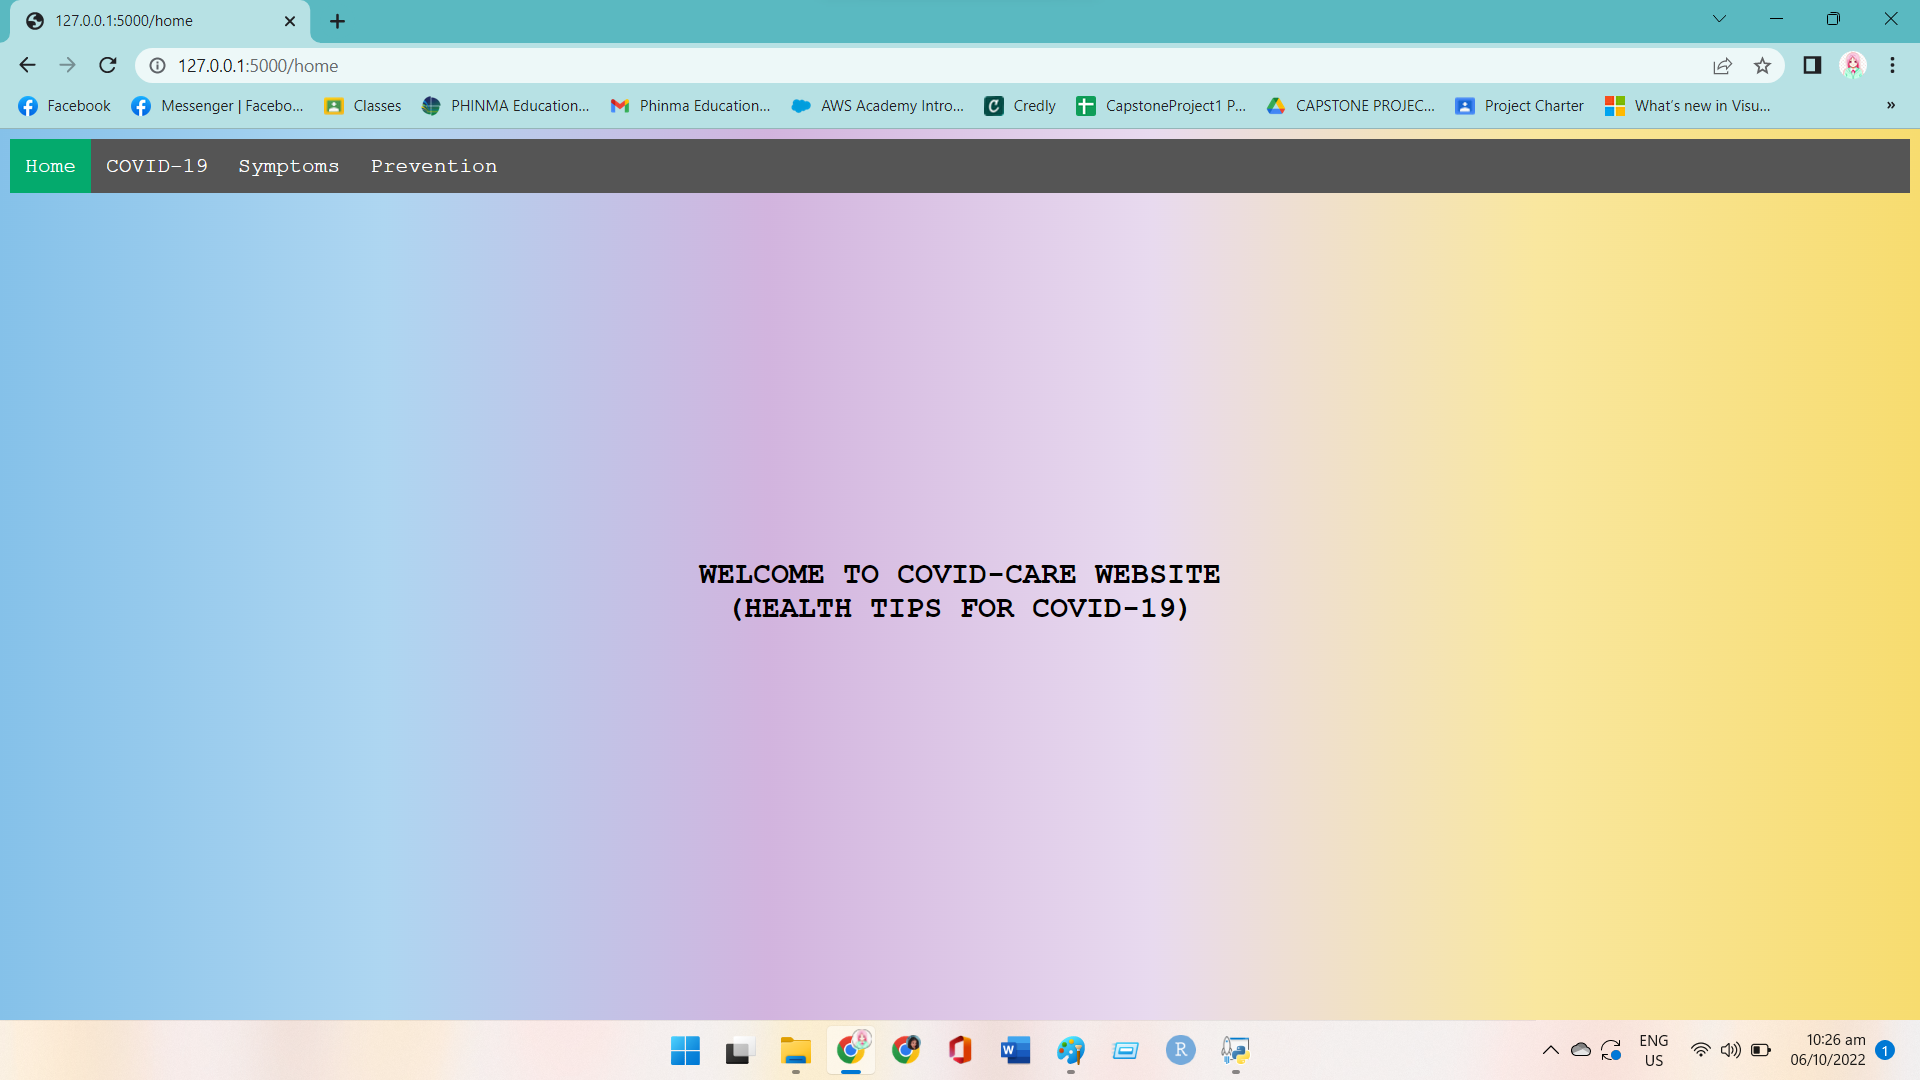 127.0.0.1:5000/home
127.0.0.1:5000/home
Facebook Messenger | Facebo... Classes PHINMA Education... Phinma Education... AWS Academy Intro... Credly CapstoneProject1 P... CAPSTONE PROJEC... Project Charter What's new in Visu... »
Home COVID-19 Symptoms Prevention
WELCOME TO COVID-CARE WEBSITE
(HEALTH TIPS FOR COVID-19)
W R ENG
US
10:26 am
06/10/2022
1